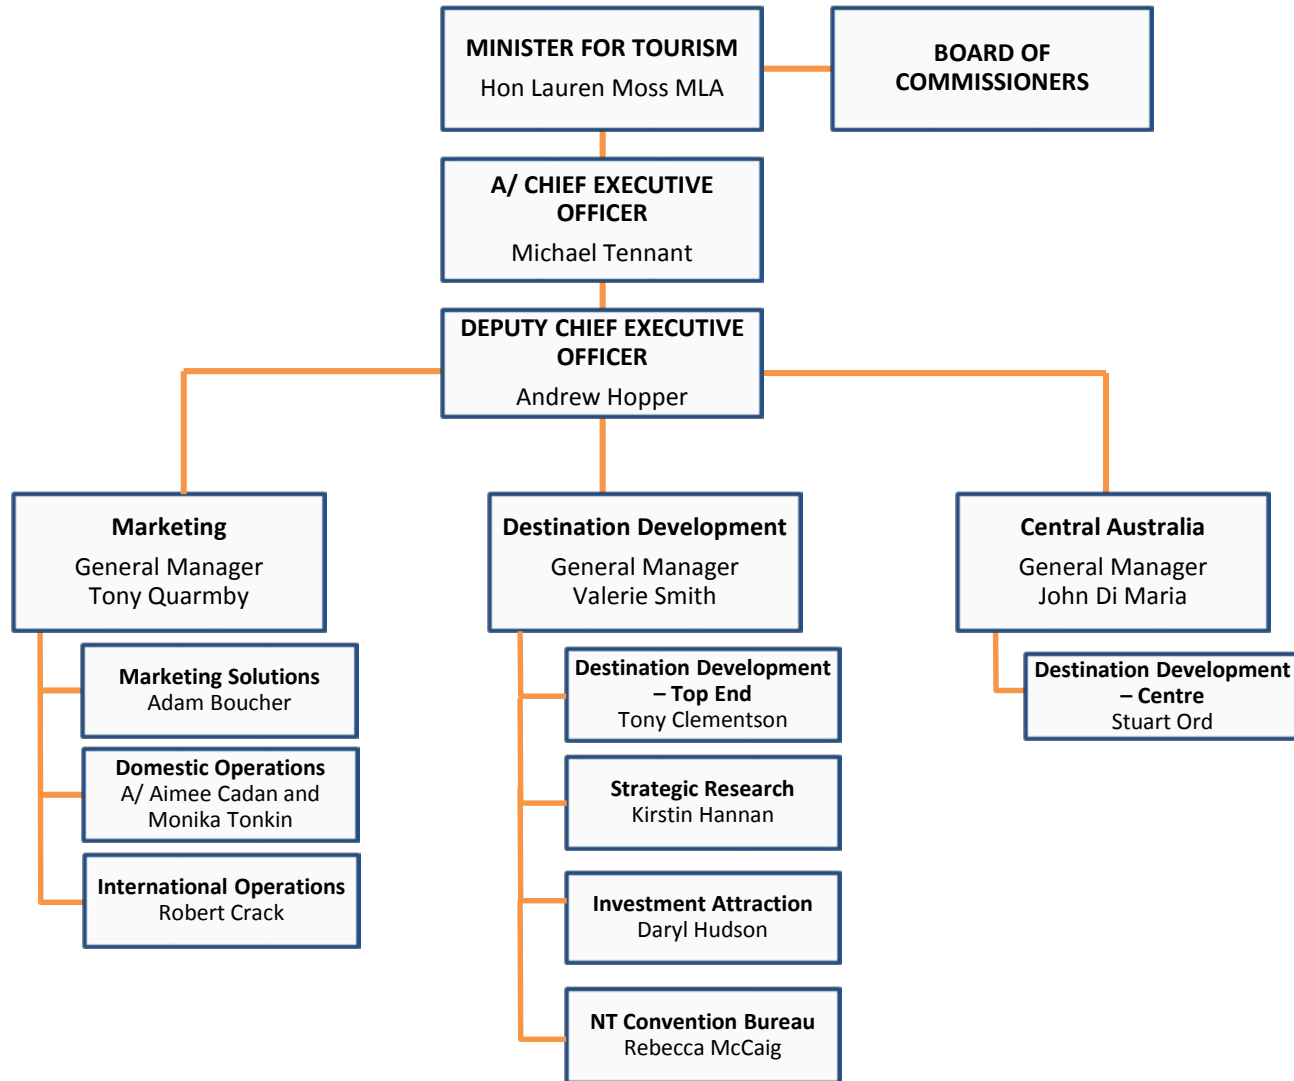 MINISTER FOR TOURISM
Hon Lauren Moss MLA
BOARD OF
COMMISSIONERS
A/ CHIEF EXECUTIVE
OFFICER
Michael Tennant
DEPUTY CHIEF EXECUTIVE
OFFICER
Andrew Hopper
Marketing
General Manager
Tony Quarmby
Marketing Solutions
Adam Boucher
Domestic Operations
A/ Aimee Cadan and
Monika Tonkin
International Operations
Robert Crack
Destination Development
General Manager
Valerie Smith
Destination Development
– Top End
Tony Clementson
Strategic Research
Kirstin Hannan
Investment Attraction
Daryl Hudson
NT Convention Bureau
Rebecca McCaig
Central Australia
General Manager
John Di Maria
Destination Development
– Centre
Stuart Ord